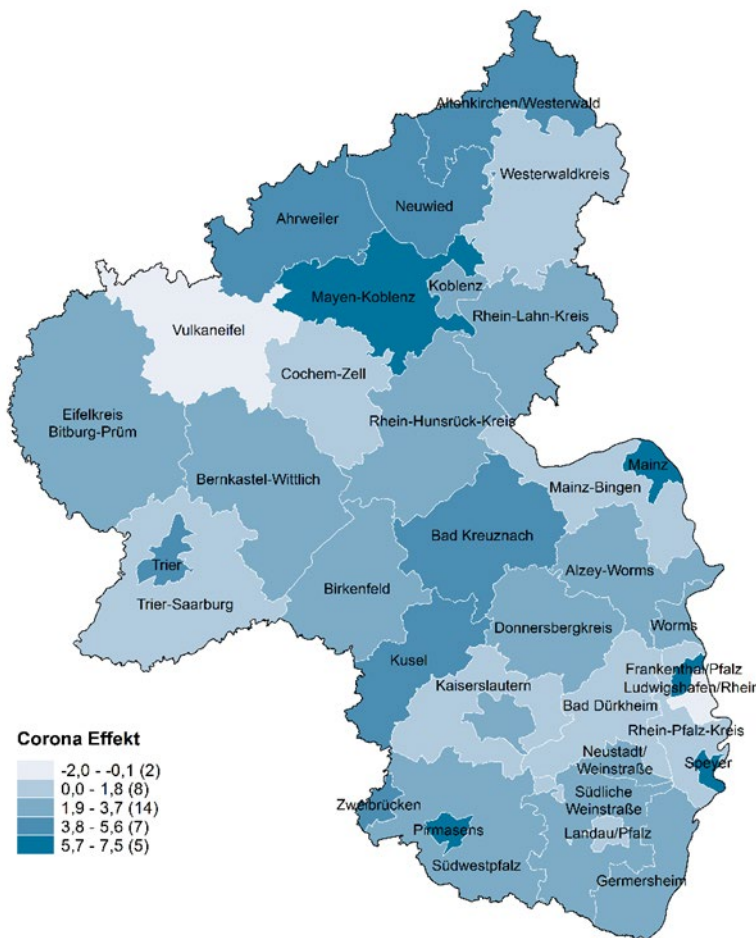 Altenkirchen/Westerwald
Westerwaldkreis
Neuwied
Ahrweiler
Koblenz
Mayen-Koblenz
Rhein-Lahn-Kreis
Vulkaneifel
Cochem-Zell
Eifelkreis
Bitburg-Prüm
Rhein-Hunsrück-Kreis
Mainz
Bernkastel-Wittlich
Mainz-Bingen
Bad Kreuznach
Trier
Alzey-Worms
Birkenfeld
Trier-Saarburg
Donnersbergkreis
Worms
Kusel
Frankenthal/Pfalz
Kaiserslautern
Ludwigshafen/Rhein
Bad Dürkheim
Rhein-Pfalz-Kreis
Neustadt/
Weinstraße
Speyer
Südliche
Weinstraße
Zweibrücken
Pirmasens
Landau/Pfalz
Südwestpfalz
Germersheim
Corona Effekt
-2,0 - -0,1 (2)
0,0 - 1,8 (8)
1,9 - 3,7 (14)
3,8 - 5,6 (7)
5,7 - 7,5 (5)